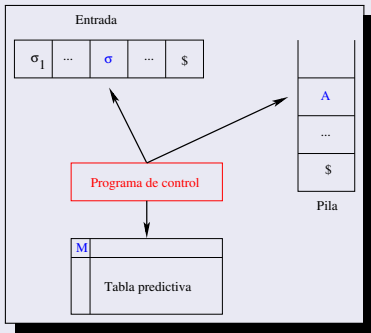 Entrada
σ1 ... σ ... $
A
...
$
Pila
Programa de control
M
Tabla predictiva